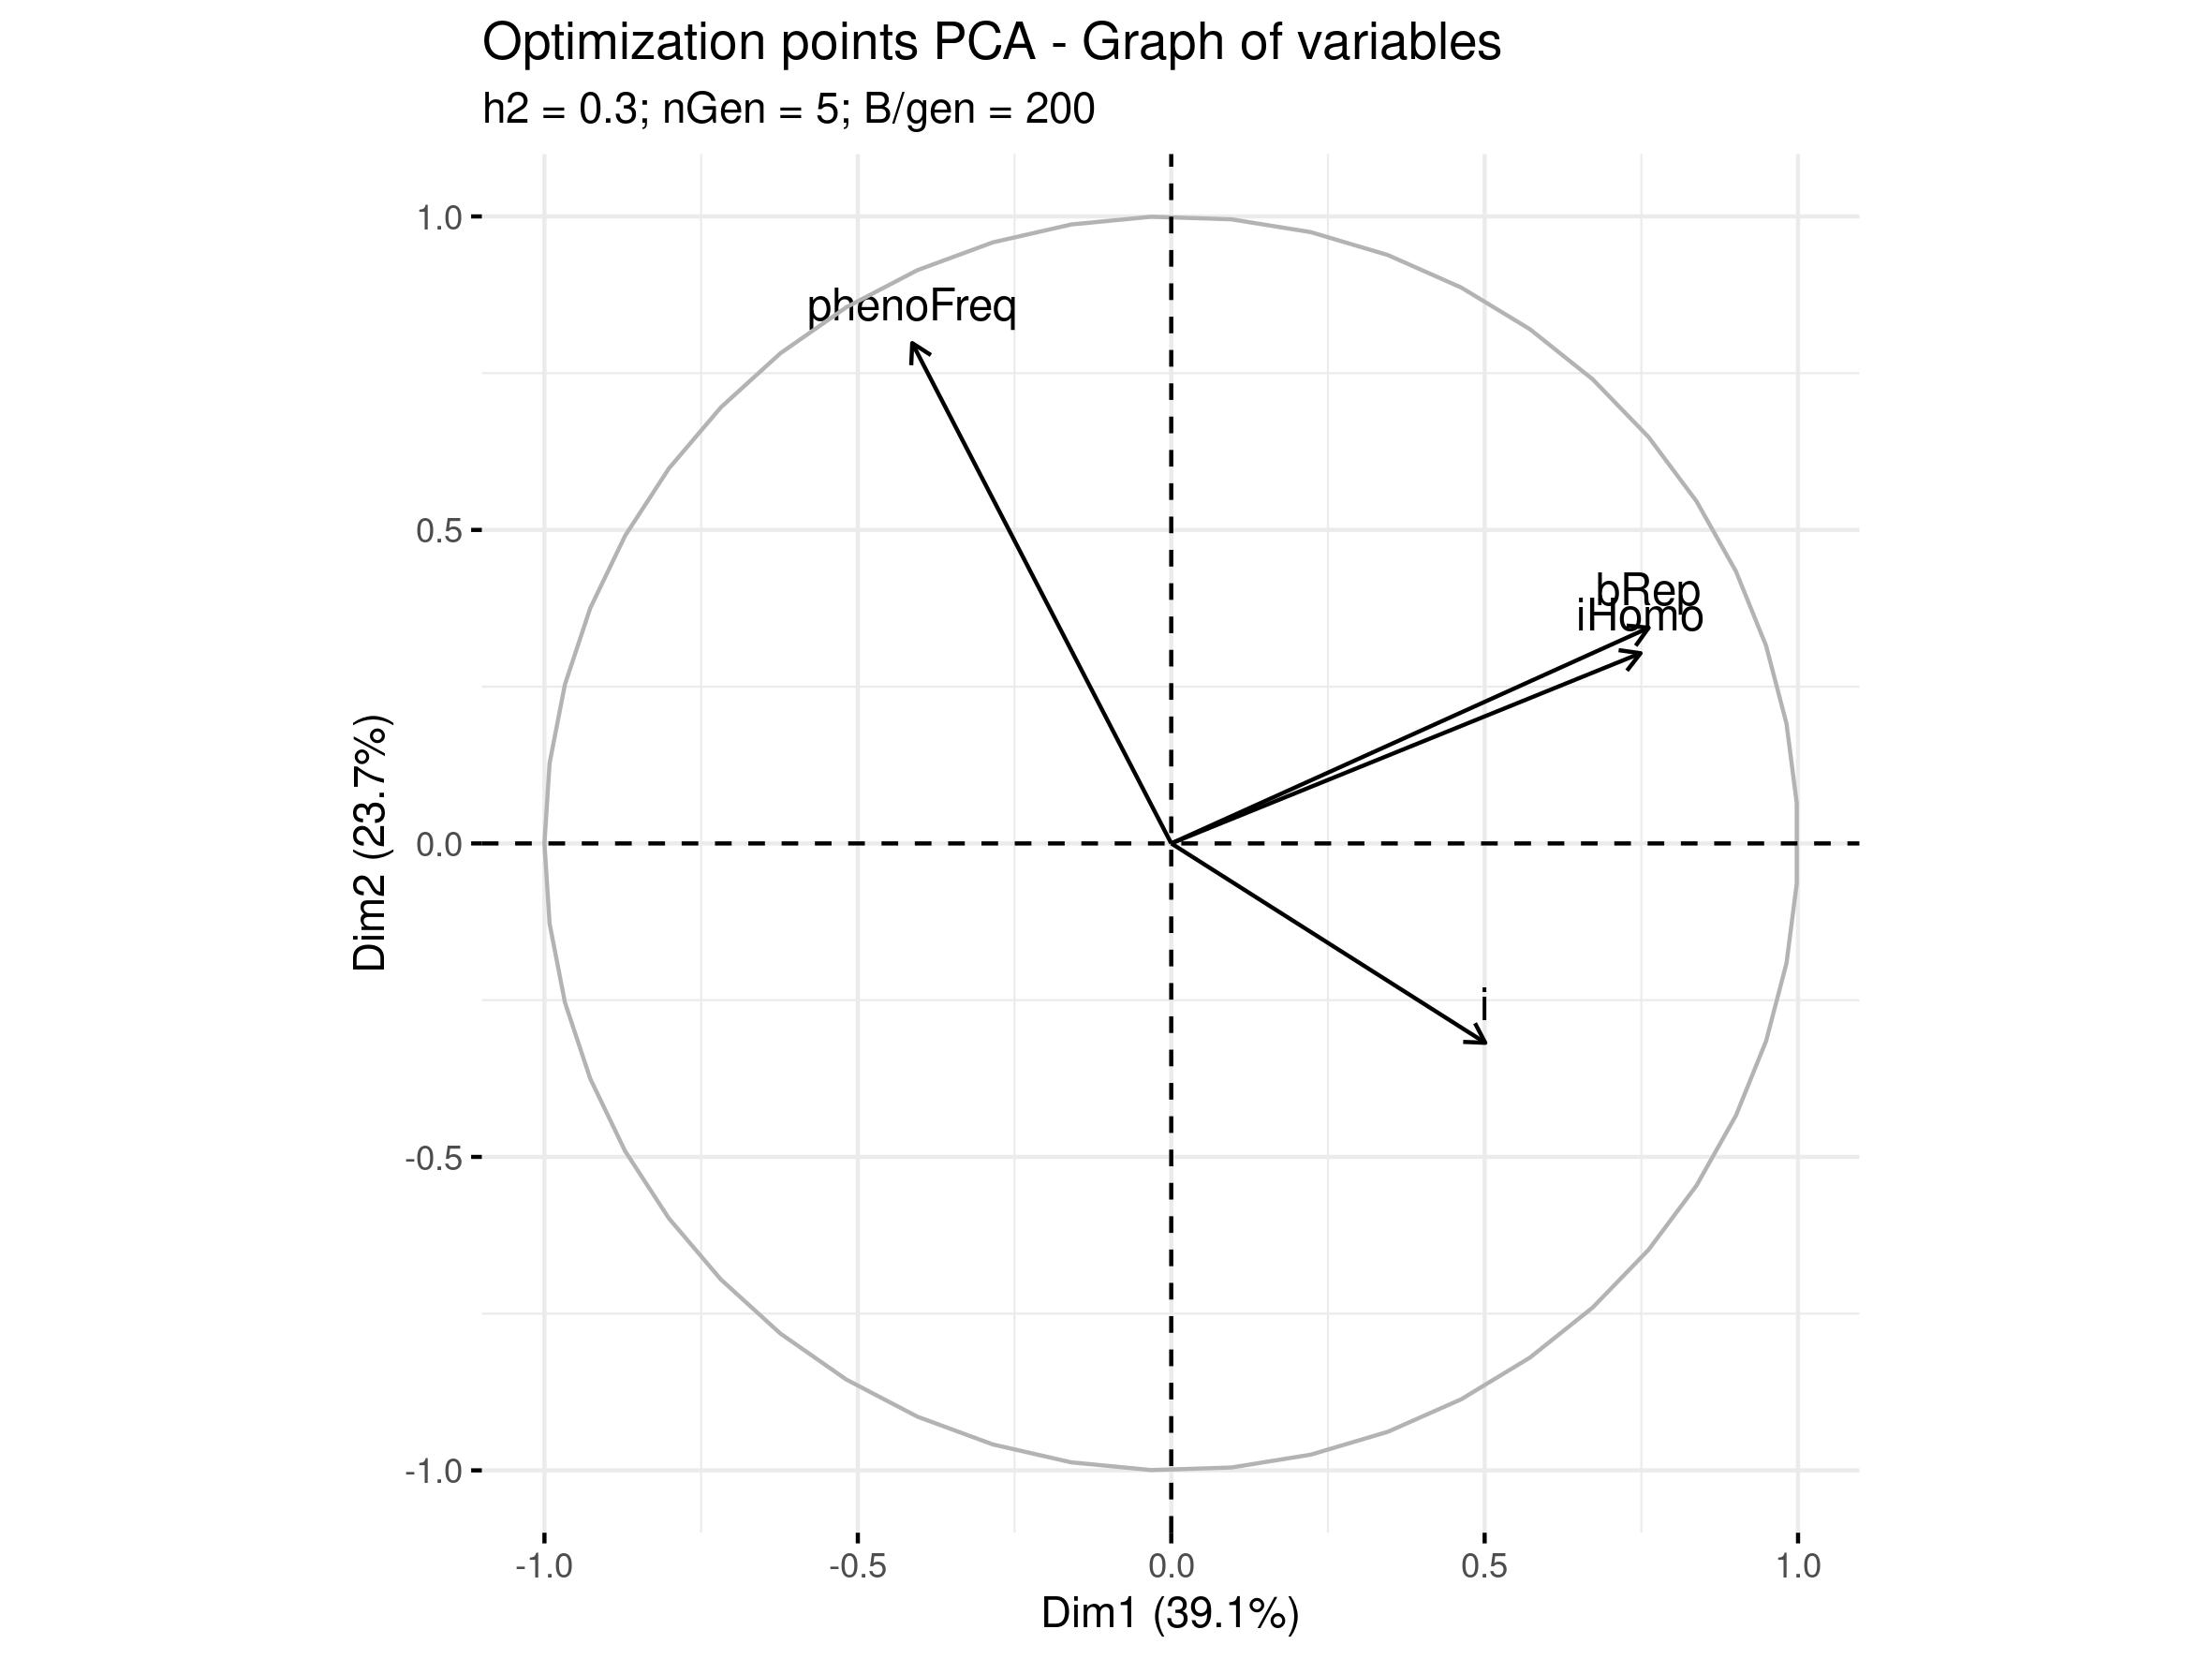 Optimization points PCA - Graph of variables
h2 = 0.3; nGen = 5; B/gen = 200
1.0
phenoFreq
0.5
bRep
iHomo
Dim2 (23.7%)
0.0
i
-0.5
-1.0
-1.0 -0.5 0.0 0.5 1.0
Dim1 (39.1%)